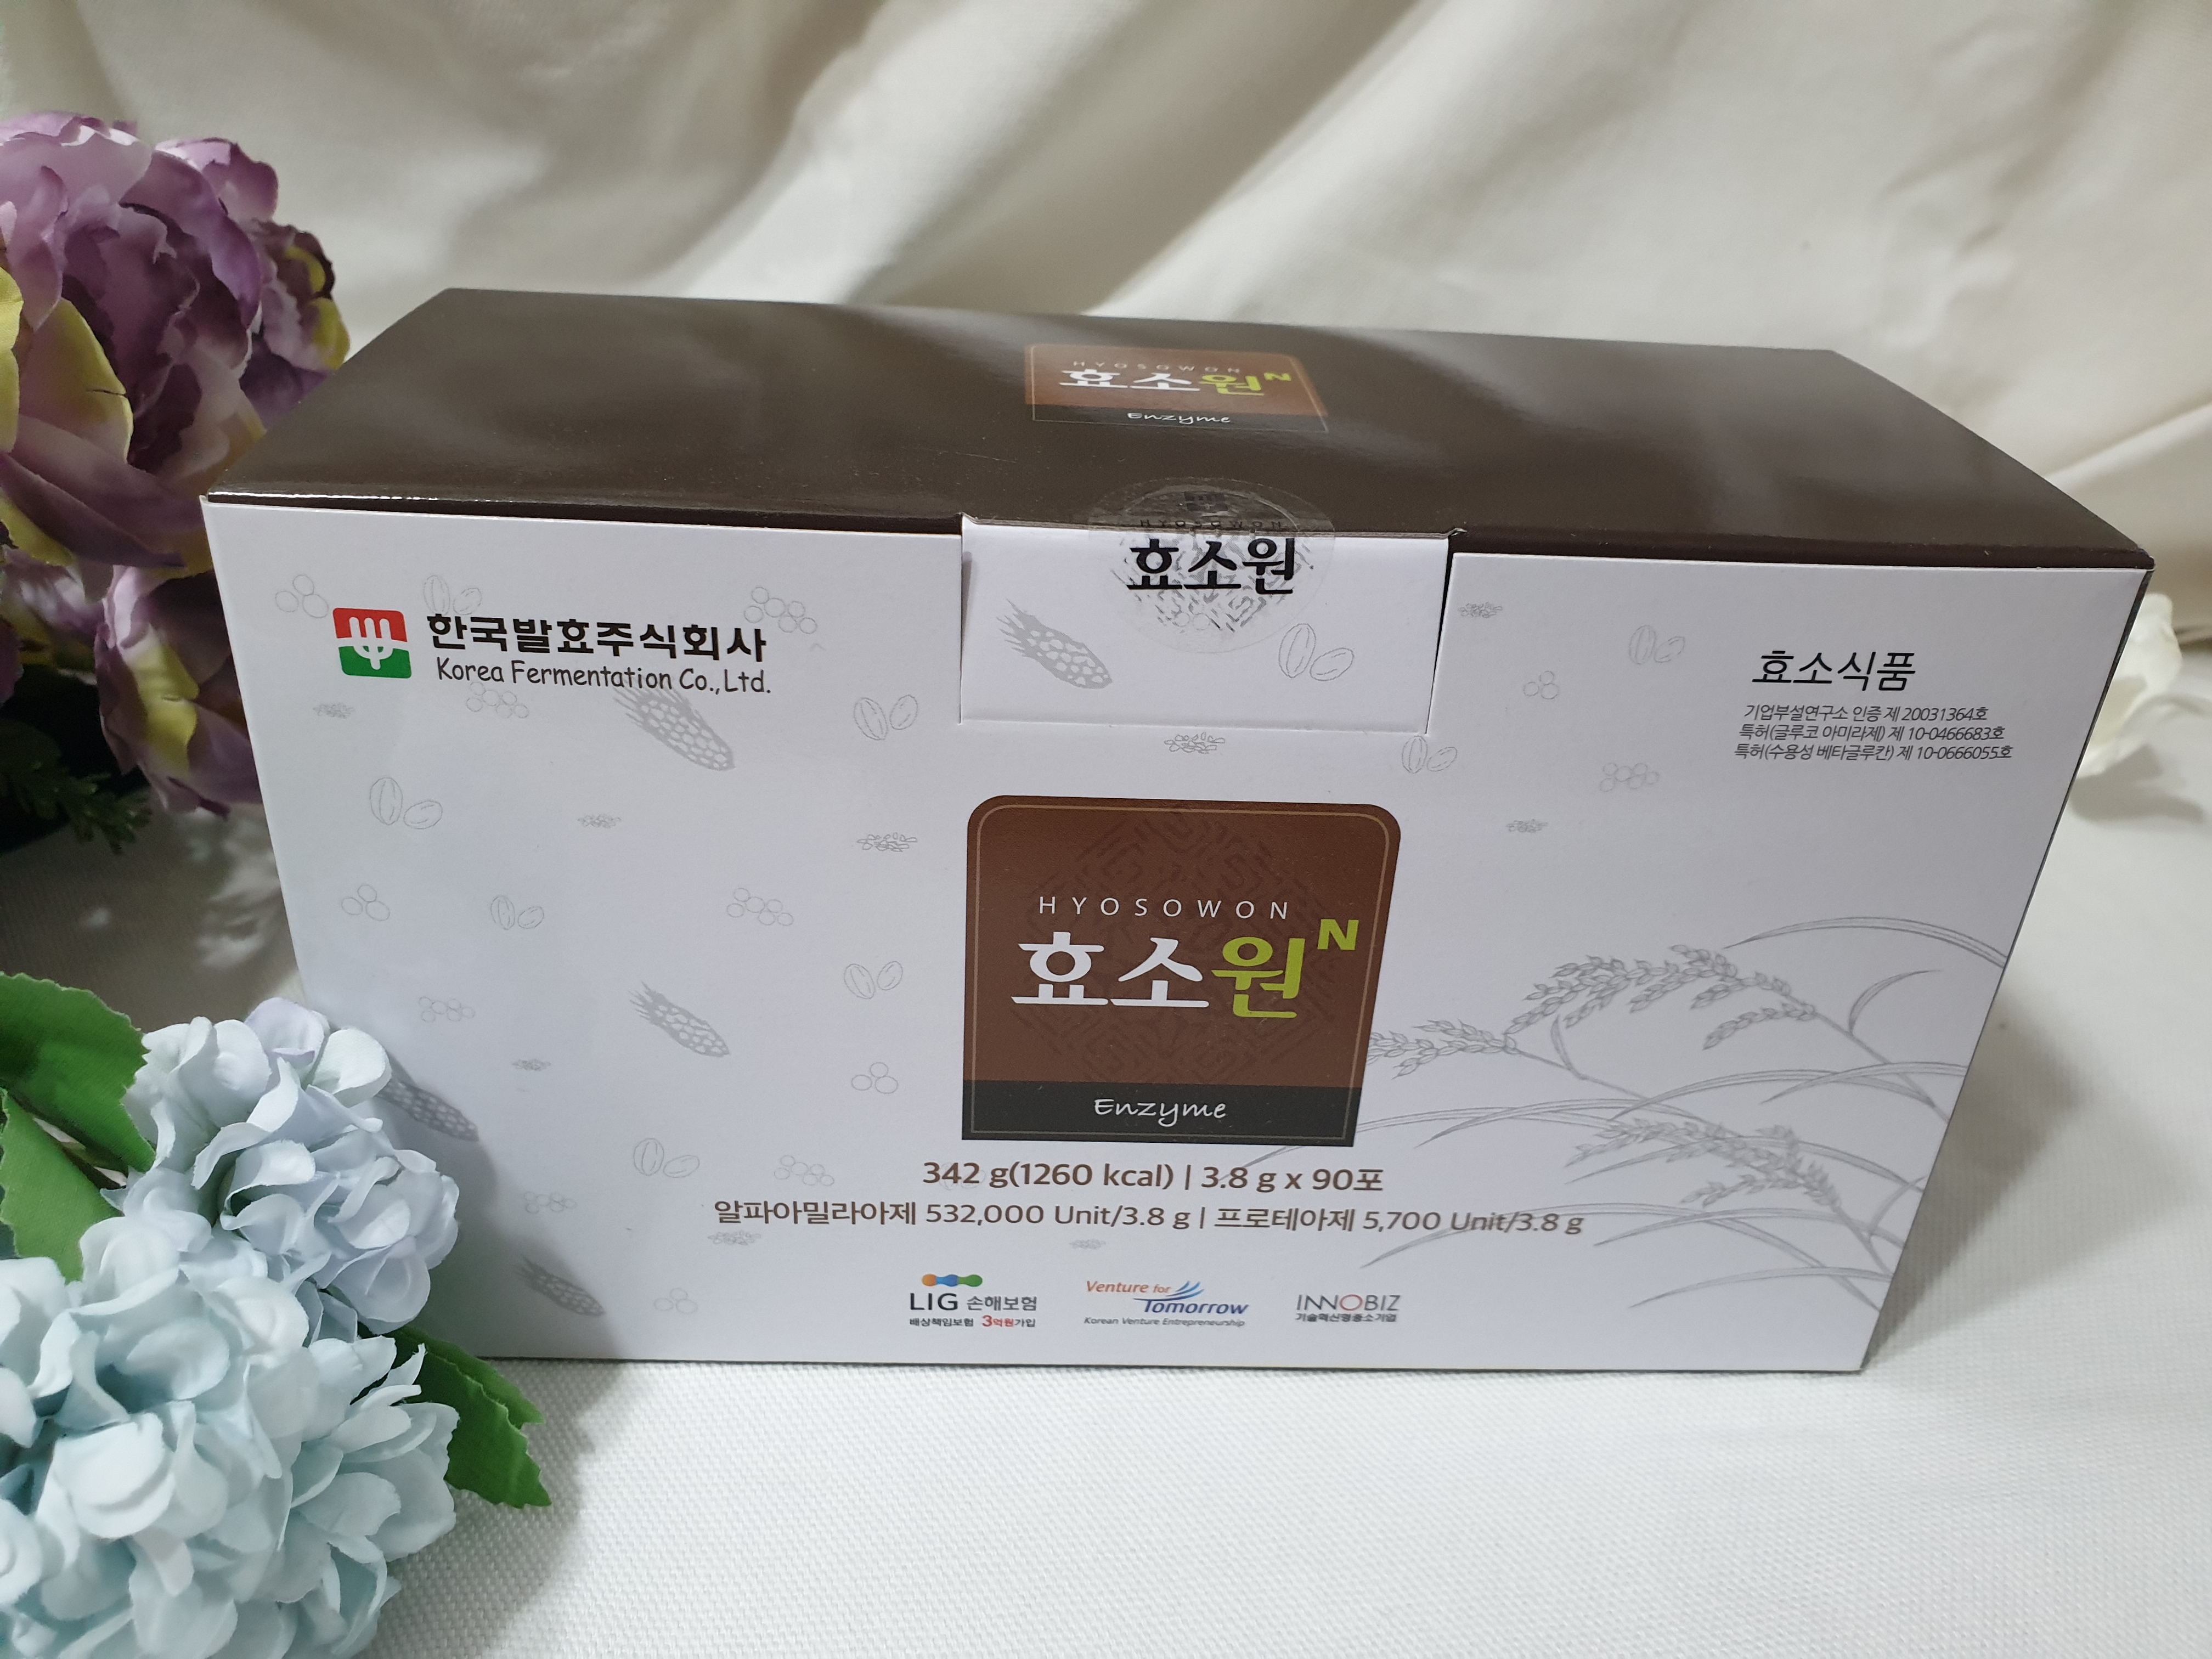 HYOSOWON
효소원N
Enzyme
효소원
한국발효주식회사
Korea Fermentation Co.,Ltd.
효소식품
기업부설연구소 인증 제 20031364호
특허(글루코 아미라제) 제 10-0466683호
특허(수용성 베타글루칸) 제 10-0666055호
HYOSOWON
효소원N
Enzyme
342 g(1260 kcal) | 3.8 g x 90포
알파아밀라아제 532,000 Unit/3.8 g | 프로테아제 5,700 Unit/3.8 g
LIG 손해보험
배상책임보험 3억원가입
Venture for
Tomorrow
Korean Venture Entrepreneurship
INNOBIZ
기술혁신형중소기업